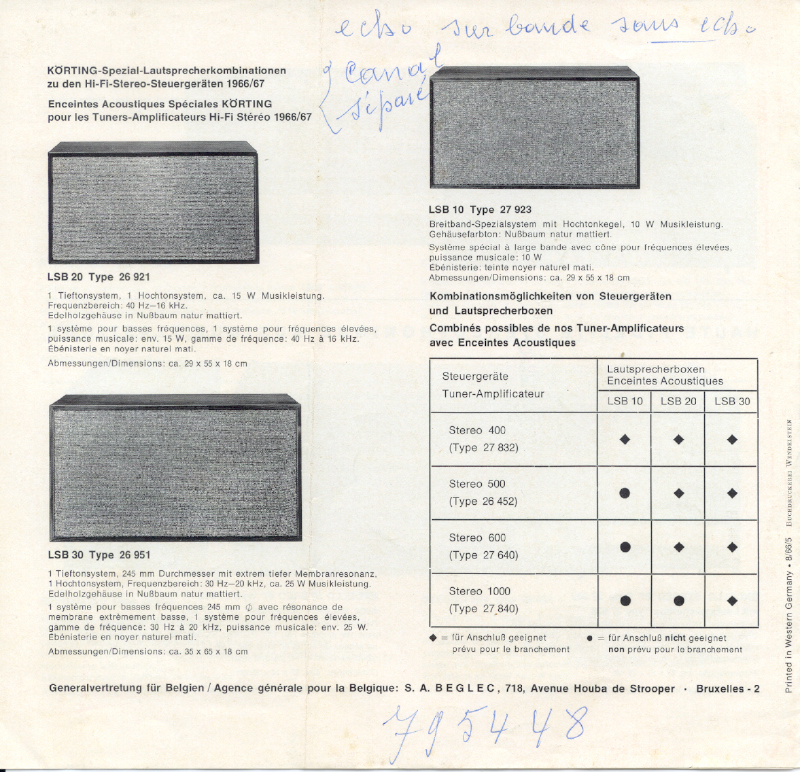 echo sur bande sans echo
canal
séparé
KÖRTING-Spezial-Lautsprecherkombinationen
zu den Hi-Fi-Stereo-Steuergeräten 1966/67
Enceintes Acoustiques Spéciales KÖRTING
pour les Tuners-Amplificateurs Hi-Fi Stéréo 1966/67
LSB 20 Type 26 921
1 Tieftonsystem, 1 Hochtonsystem, ca. 15 W Musikleistung.
Frequenzbereich: 40 Hz–16 kHz.
Edelholzgehäuse in Nußbaum natur mattiert.
1 système pour basses fréquences, 1 système pour fréquences élevées,
puissance musicale: env. 15 W, gamme de fréquence: 40 Hz à 16 kHz.
Ébénisterie en noyer naturel mati.
Abmessungen/Dimensions: ca. 29 x 55 x 18 cm
LSB 30 Type 26 951
1 Tieftonsystem, 245 mm Durchmesser mit extrem tiefer Membranresonanz,
1 Hochtonsystem, Frequenzbereich: 30 Hz–20 kHz, ca. 25 W Musikleistung.
Edelholzgehäuse in Nußbaum natur mattiert.
1 système pour basses fréquences 245 mm ϕ avec résonance de
membrane extrèmement basse, 1 système pour fréquences élevées,
gamme de fréquence: 30 Hz à 20 kHz, puissance musicale: env. 25 W.
Ébénisterie en noyer naturel mati.
Abmessungen/Dimensions: ca. 35 x 65 x 18 cm
LSB 10 Type 27 923
Breitband-Spezialsystem mit Hochtonkegel, 10 W Musikleistung.
Gehäusefarbton: Nußbaum natur mattiert.
Système spécial à large bande avec cône pour fréquences élevées,
puissance musicale: 10 W
Ébénisterie: teinte noyer naturel mati.
Abmessungen/Dimensions: ca. 29 x 55 x 18 cm
Kombinationsmöglichkeiten von Steuergeräten
und Lautsprecherboxen
Combinés possibles de nos Tuner-Amplificateurs
avec Enceintes Acoustiques
Steuergeräte
Tuner-Amplificateur
Lautsprecherboxen
Enceintes Acoustiques
LSB 10 LSB 20 LSB 30
Stereo 400
(Type 27 832) ◆ ◆ ◆
Stereo 500
(Type 26 452) ● ◆ ◆
Stereo 600
(Type 27 640) ● ◆ ◆
Stereo 1000
(Type 27 840) ● ● ◆
◆ = für Anschluß geeignet
prévu pour le branchement
● = für Anschluß nicht geeignet
non prévu pour le branchement
Generalvertretung für Belgien / Agence générale pour la Belgique: S. A. BEGLEC, 718, Avenue Houba de Strooper · Bruxelles - 2
795448
Printed in Western Germany • 8/66/5 Buchdruckerei Wendelstein